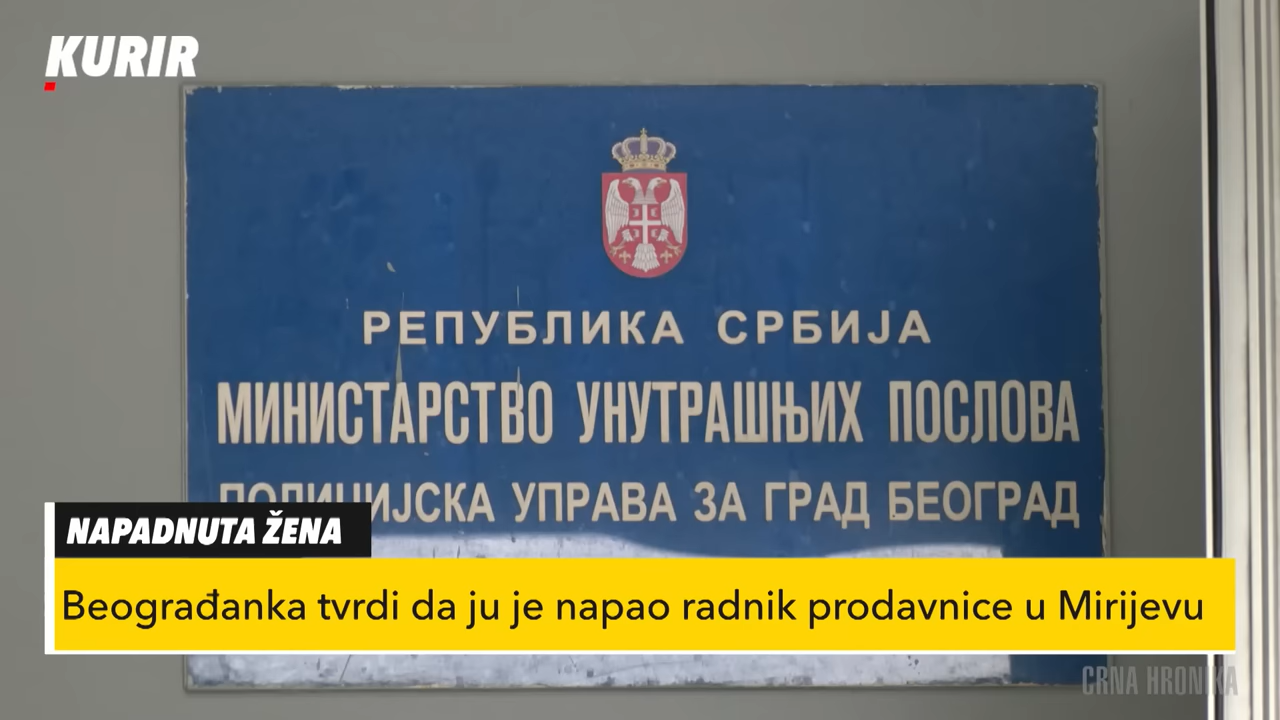 KURIR
РЕПУБЛИКА СРБИЈА
МИНИСТАРСТВО УНУТРАШЊИХ ПОСЛОВА
ПОЛИЦИЈСКА УПРАВА ЗА ГРАД БЕОГРАД
NAPADNUTA ŽENA
Beograđanka tvrdi da ju je napao radnik prodavnice u Mirijevu
CRNA HRONIKA